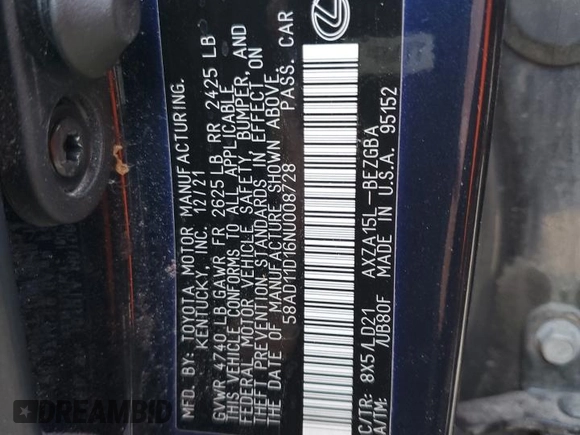 MFD. BY: TOYOTA MOTOR MANUFACTURING.
KENTUCKY, INC. 12/21
GVWR 4740 LB GAWR FR 2625 LB RR 2425 LB
THIS VEHICLE CONFORMS TO ALL APPLICABLE
FEDERAL MOTOR VEHICLE SAFETY, BUMPER, AND
THEFT PREVENTION STANDARDS IN EFFECT ON
THE DATE OF MANUFACTURE SHOWN ABOVE.
58AD11D16NU008728 PASS. CAR
C/TR: 8X5/LD21 AXZA15L-BEZGBA
A/TM: /UB80F MADE IN U.S.A. 95152
DREAMBID